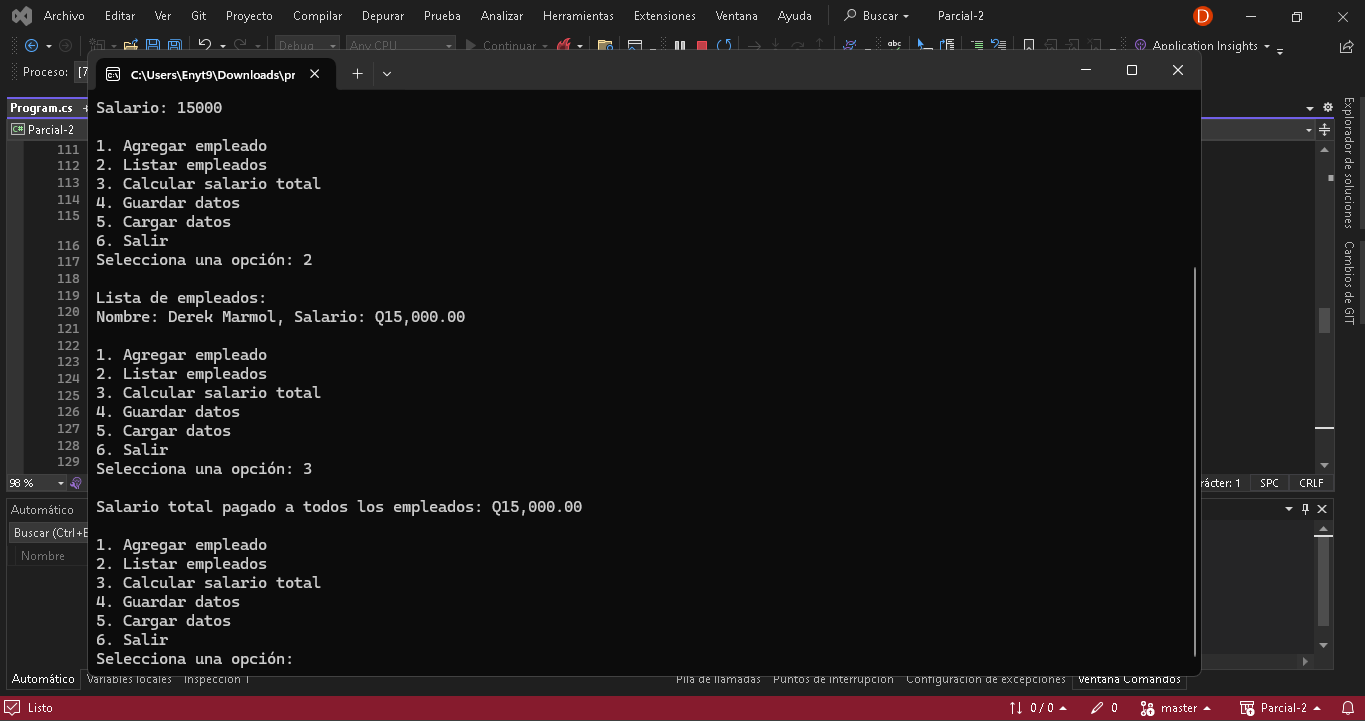 Archivo Editar Ver Git Proyecto Compilar Depurar Prueba Analizar Herramientas Extensiones Ventana Ayuda Buscar Parcial-2 D
Debug Any CPU Continuar abc Application Insights
Proceso: [7
C:\Users\Enyt9\Downloads\pr
Program.cs
C# Parcial-2
Salario: 15000
1. Agregar empleado
2. Listar empleados
3. Calcular salario total
4. Guardar datos
5. Cargar datos
6. Salir
Selecciona una opción: 2
Lista de empleados:
Nombre: Derek Marmol, Salario: Q15,000.00
1. Agregar empleado
2. Listar empleados
3. Calcular salario total
4. Guardar datos
5. Cargar datos
6. Salir
Selecciona una opción: 3
Salario total pagado a todos los empleados: Q15,000.00
1. Agregar empleado
2. Listar empleados
3. Calcular salario total
4. Guardar datos
5. Cargar datos
6. Salir
Selecciona una opción:
111
112
113
114
115
116
117
118
119
120
121
122
123
124
125
126
127
128
129
98 %
rácter: 1 SPC CRLF
Explorador de soluciones
Cambios de GIT
Automático
Buscar (Ctrl+E
Nombre
Automático Variables locales Inspección 1
Pila de llamadas Puntos de interrupción Configuración de excepciones Ventana Comandos
Listo 0 / 0 0 master Parcial-2